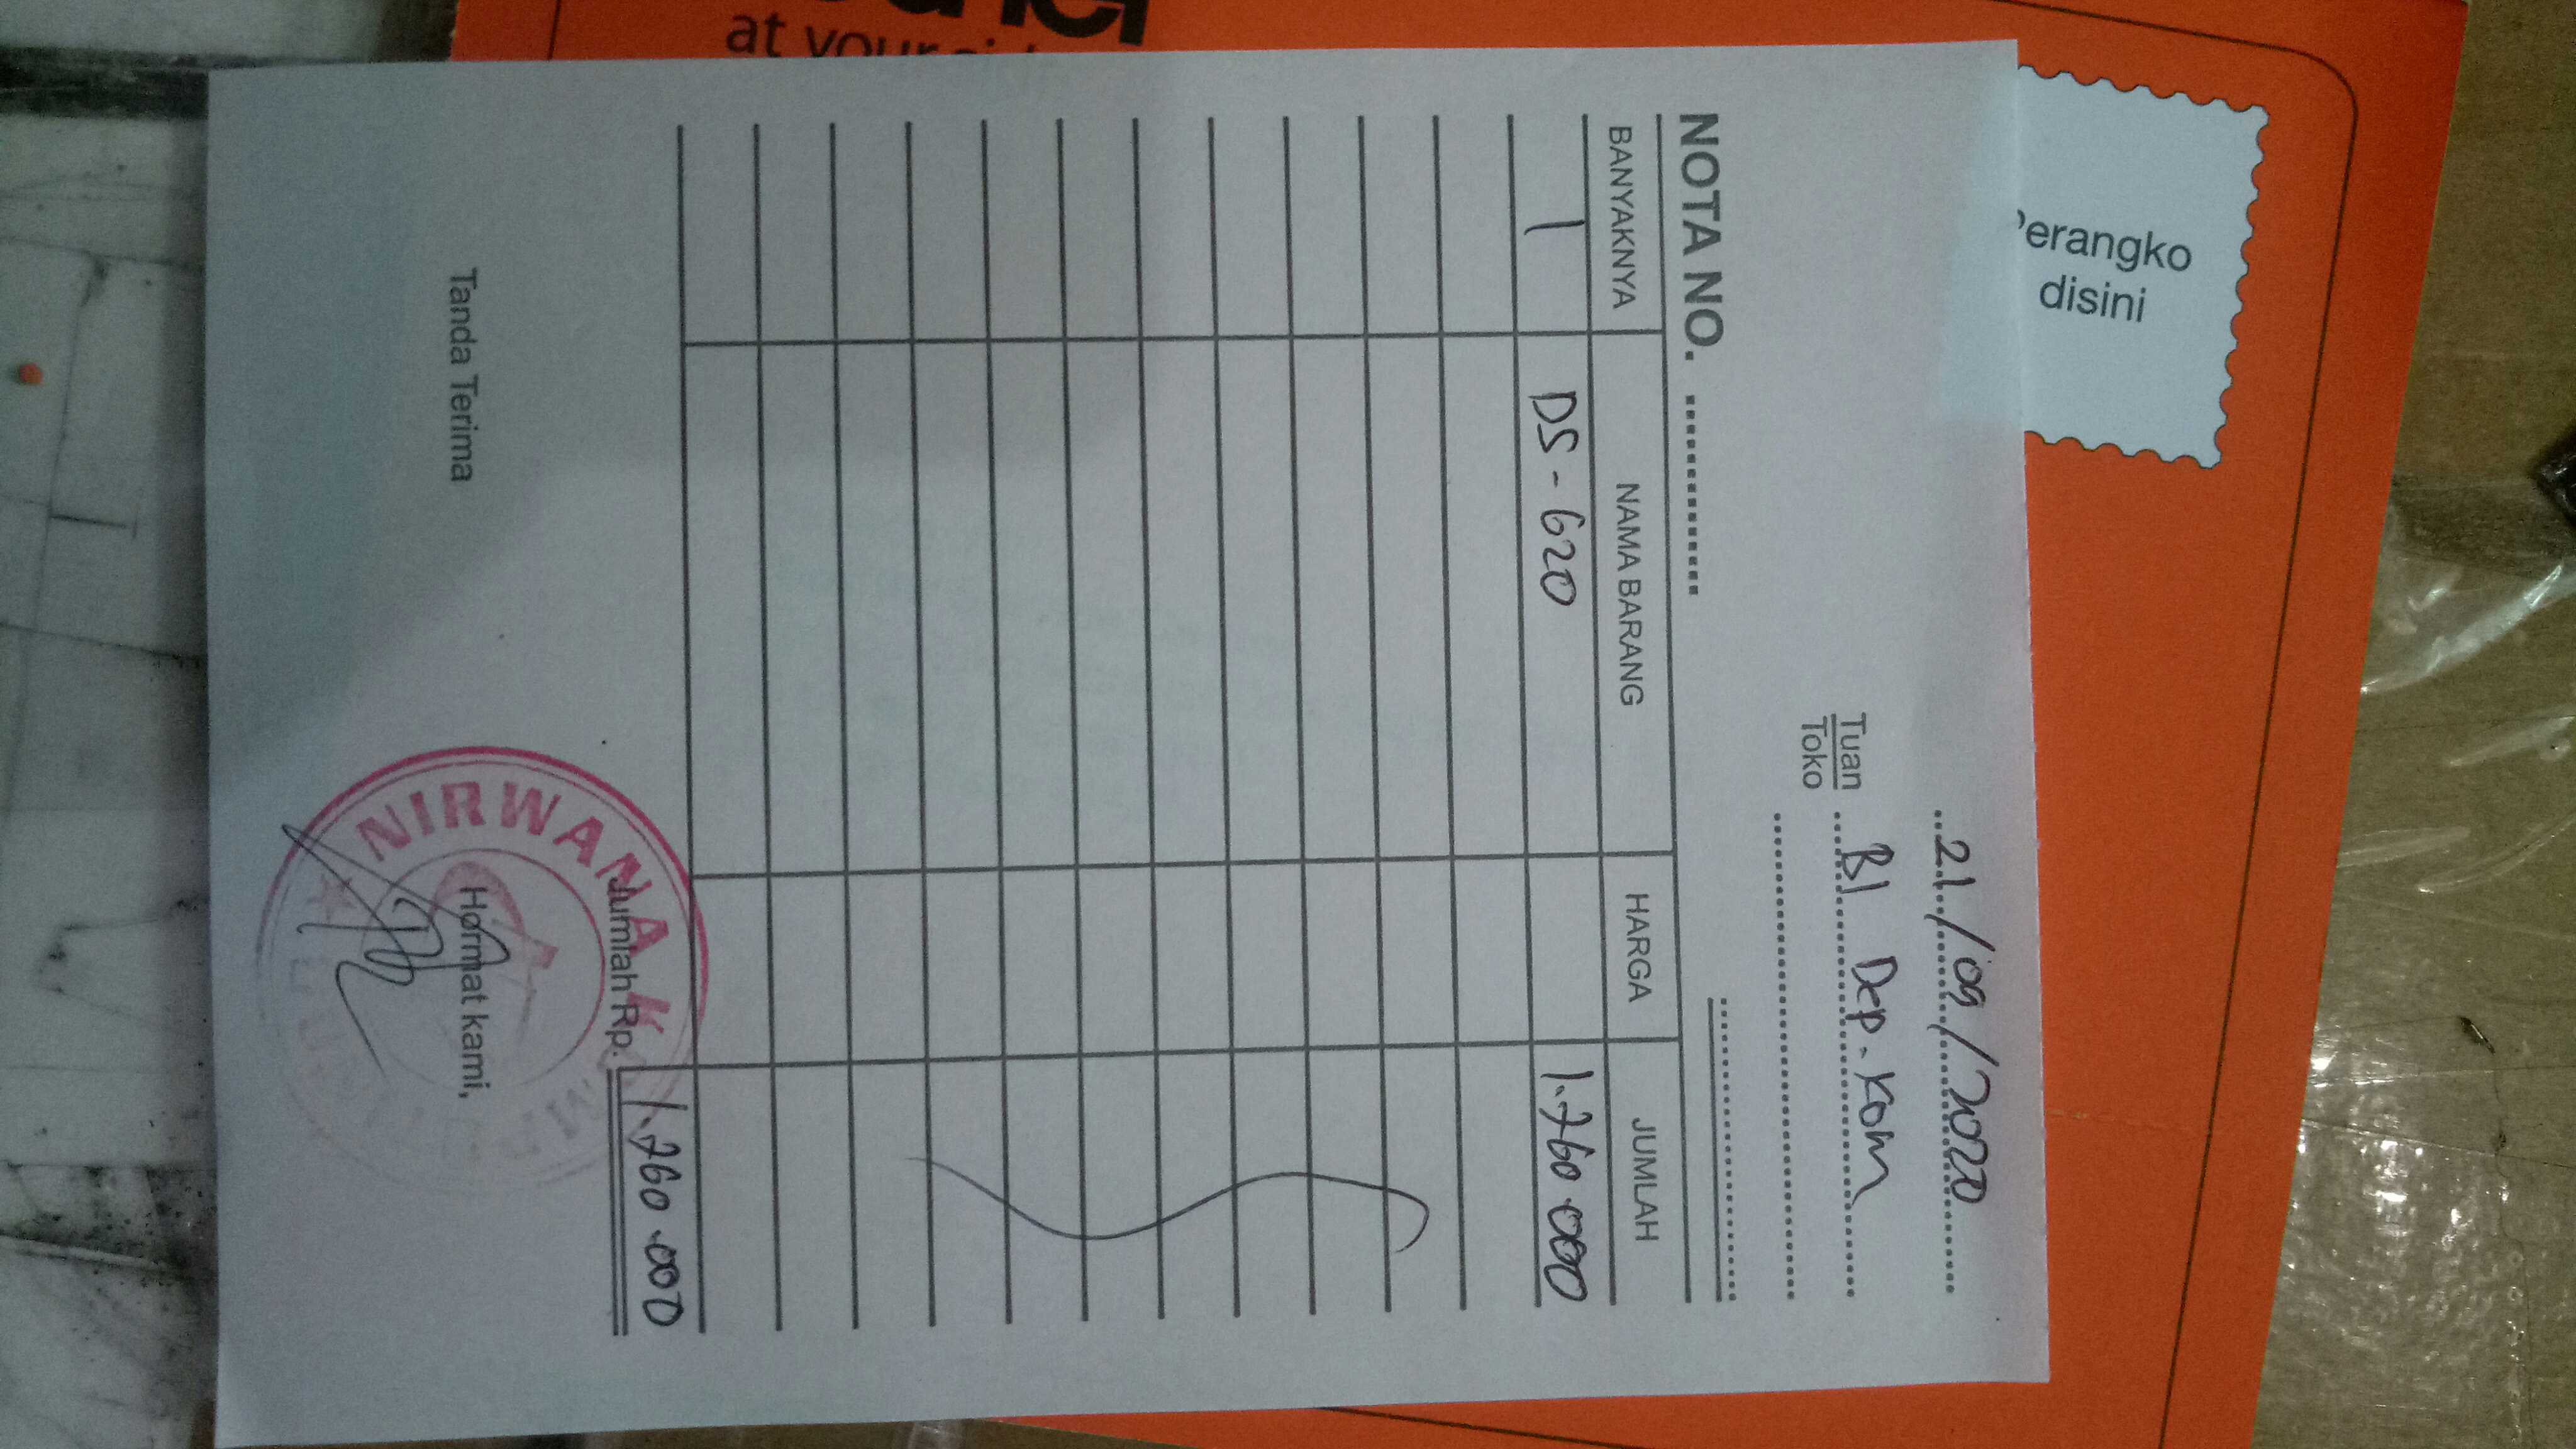 at your
Perangko
disini
21/09/2020
Tuan BI Dep. Kom
Toko
NOTA NO.
BANYAKNYA NAMA BARANG HARGA JUMLAH
1 DS-620 1.760.000
Jumlah Rp. 1.760.000
Tanda Terima Hormat kami,
NIRWANA